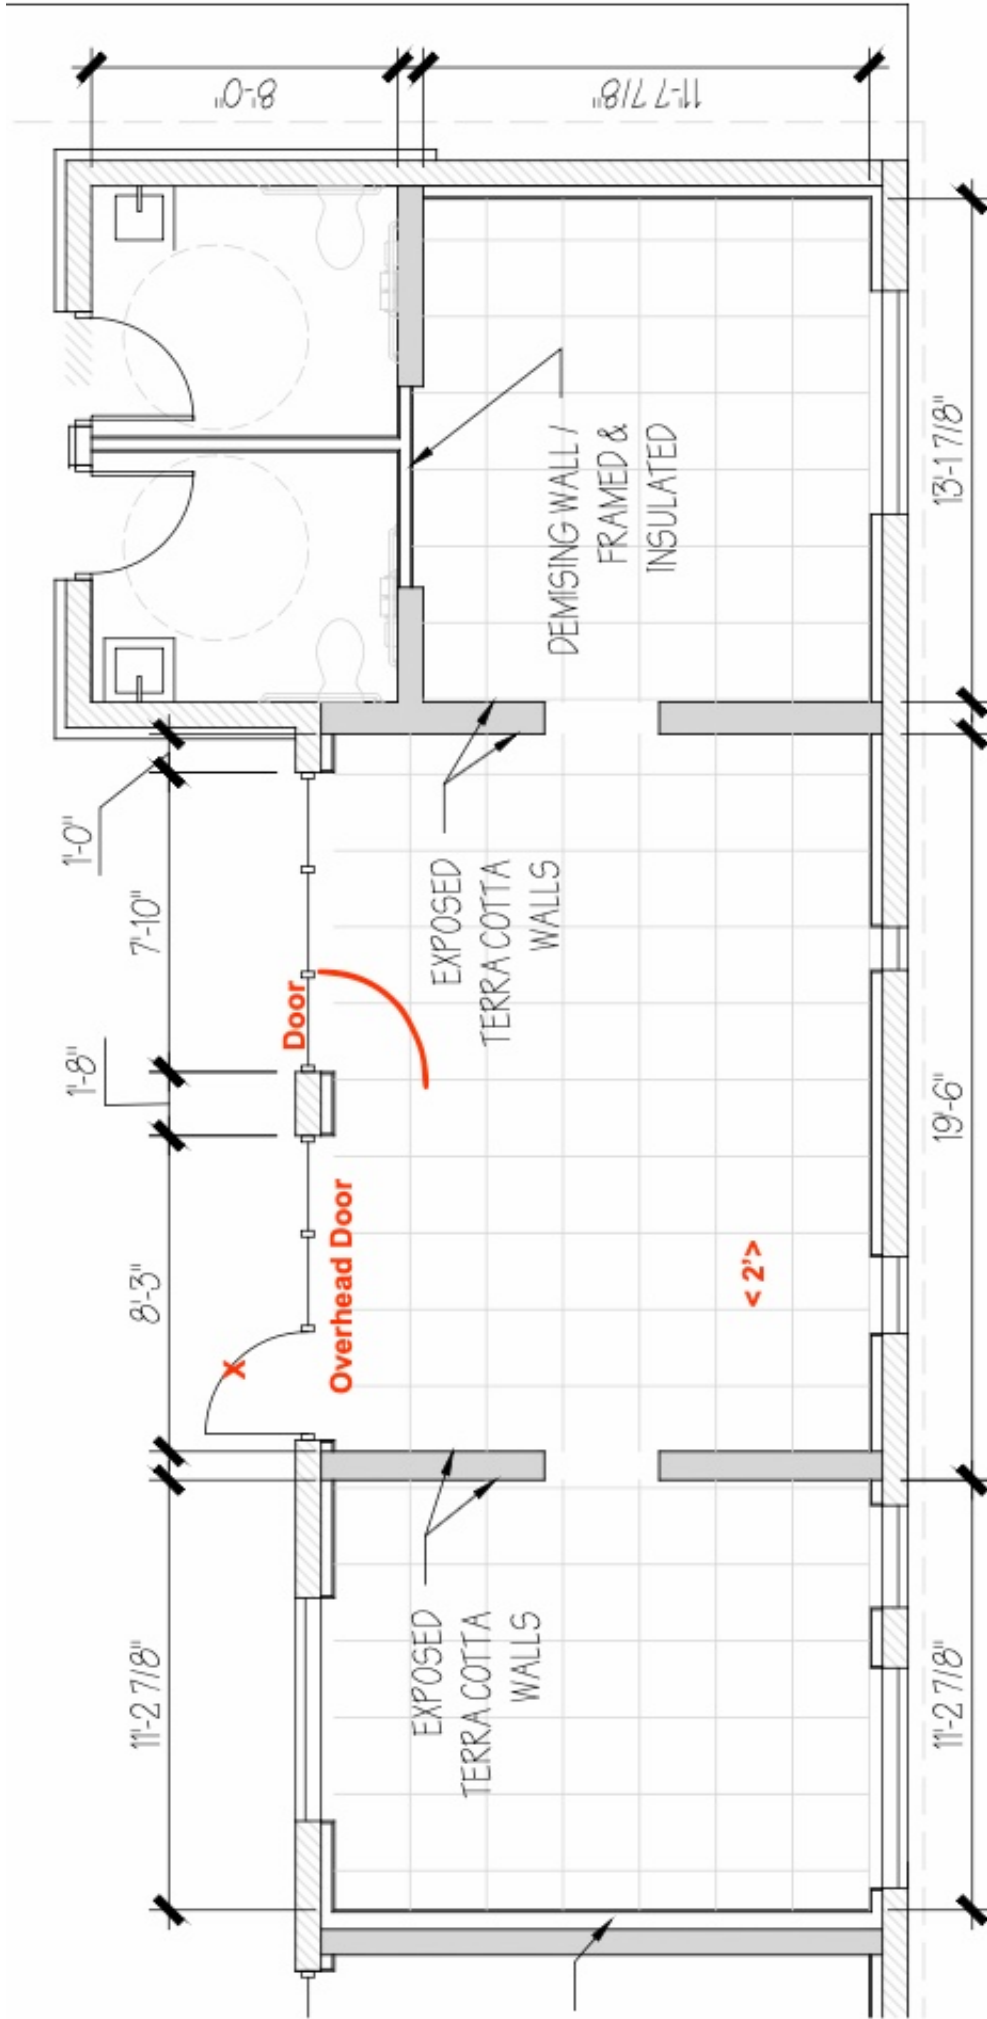 8'-0"
11'-7 7/8"
1'-0"
7'-10"
1'-8"
8'-3"
11'-2 7/8"
13'-1 7/8"
19'-6"
11'-2 7/8"
DEMISING WALL /
FRAMED &
INSULATED
EXPOSED
TERRA COTTA
WALLS
Door
Overhead Door
X
< 2'>
EXPOSED
TERRA COTTA
WALLS